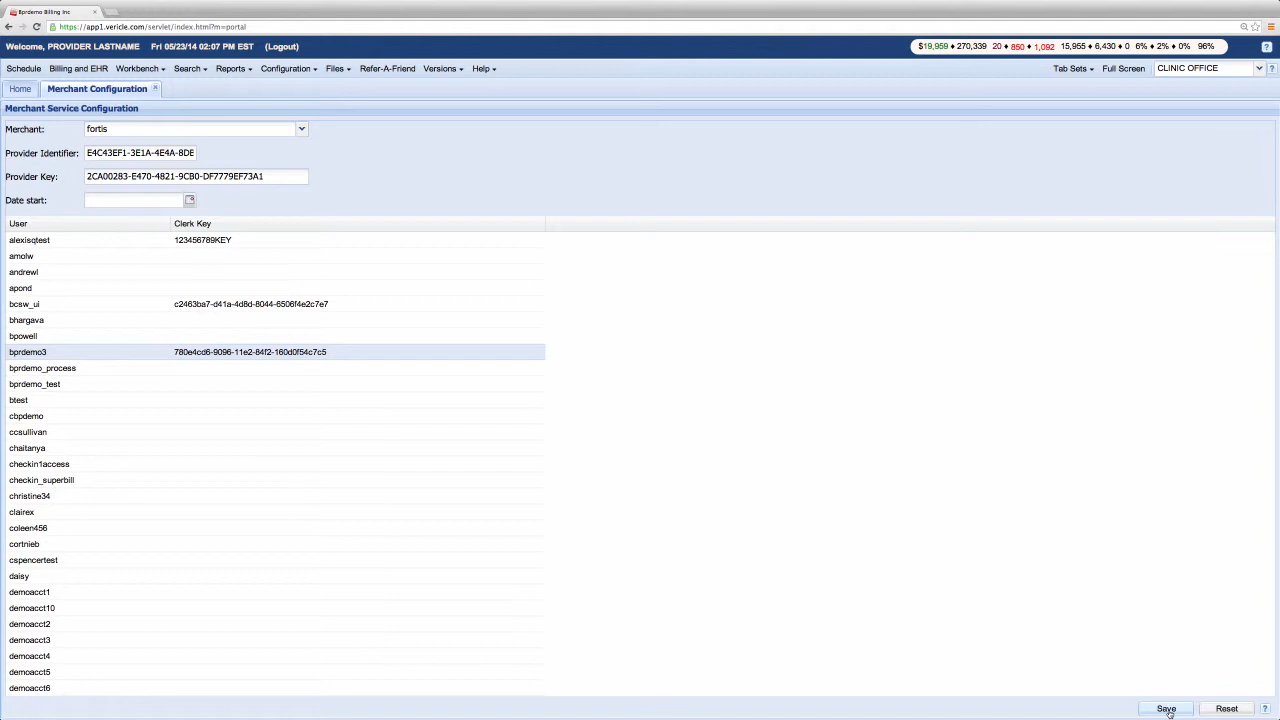 Bprdemo Billing Inc
https://app1.vericle.com/servlet/index.html?m=portal
Welcome, PROVIDER LASTNAME Fri 05/23/14 02:07 PM EST (Logout) $19,959 ♦ 270,339 20 ♦ 850 ♦ 1,092 15,955 ♦ 6,430 ♦ 0 6% ♦ 2% ♦ 0% 96% ?
Schedule Billing and EHR Workbench Search Reports Configuration Files Refer-A-Friend Versions Help Tab Sets Full Screen CLINIC OFFICE ?
Home Merchant Configuration
Merchant Service Configuration
Merchant: fortis
Provider Identifier: E4C43EF1-3E1A-4E4A-8DE
Provider Key: 2CA00283-E470-4821-9CB0-DF7779EF73A1
Date start:
User Clerk Key
alexisqtest 123456789KEY
amolw
andrewl
apond
bcsw_ui c2463ba7-d41a-4d8d-8044-6506f4e2c7e7
bhargava
bpowell
bprdemo3 780e4cd6-9096-11e2-84f2-160d0f54c7c5
bprdemo_process
bprdemo_test
btest
cbpdemo
ccsullivan
chaitanya
checkin1access
checkin_superbill
christine34
clairex
coleen456
cortnieb
cspencertest
daisy
demoacct1
demoacct10
demoacct2
demoacct3
demoacct4
demoacct5
demoacct6
Save Reset ?